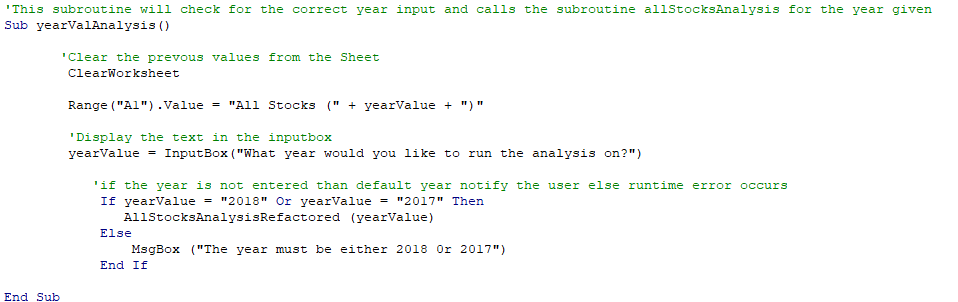 'This subroutine will check for the correct year input and calls the subroutine allStocksAnalysis for the year given
Sub yearValAnalysis()
'Clear the prevous values from the Sheet
ClearWorksheet
Range("A1").Value = "All Stocks (" + yearValue + ")"
'Display the text in the inputbox
yearValue = InputBox("What year would you like to run the analysis on?")
'if the year is not entered than default year notify the user else runtime error occurs
If yearValue = "2018" Or yearValue = "2017" Then
AllStocksAnalysisRefactored (yearValue)
Else
MsgBox ("The year must be either 2018 0r 2017")
End If
End Sub